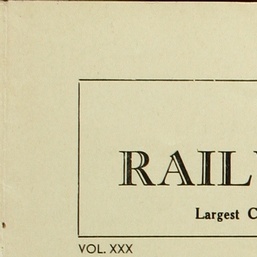 RAIL
Largest C
VOL. XXX